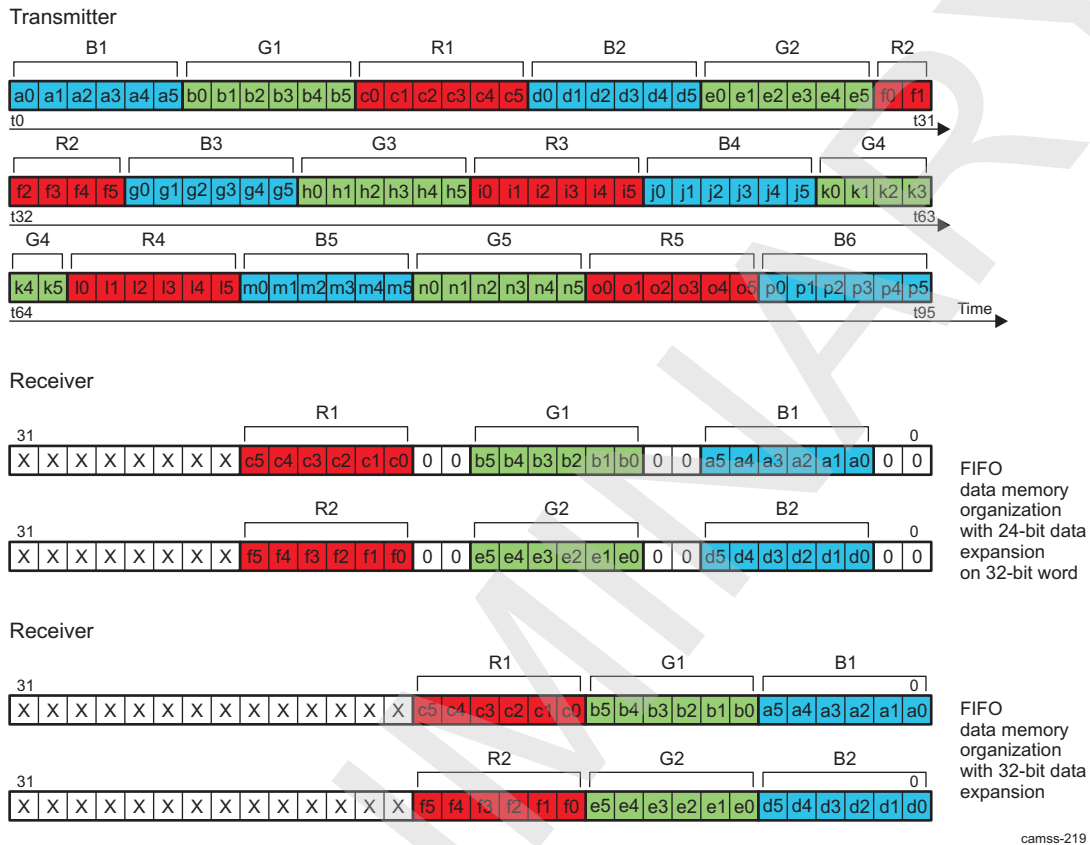 Transmitter
B1 G1 R1 B2 G2 R2
a0 a1 a2 a3 a4 a5 b0 b1 b2 b3 b4 b5 c0 c1 c2 c3 c4 c5 d0 d1 d2 d3 d4 d5 e0 e1 e2 e3 e4 e5 f0 f1
t0 t31
R2 B3 G3 R3 B4 G4
f2 f3 f4 f5 g0 g1 g2 g3 g4 g5 h0 h1 h2 h3 h4 h5 i0 i1 i2 i3 i4 i5 j0 j1 j2 j3 j4 j5 k0 k1 k2 k3
t32 t63
G4 R4 B5 G5 R5 B6
k4 k5 l0 l1 l2 l3 l4 l5 m0 m1 m2 m3 m4 m5 n0 n1 n2 n3 n4 n5 o0 o1 o2 o3 o4 o5 p0 p1 p2 p3 p4 p5
t64 t95 Time
Receiver
R1 G1 B1
31 0
X X X X X X X X c5 c4 c3 c2 c1 c0 0 0 b5 b4 b3 b2 b1 b0 0 0 a5 a4 a3 a2 a1 a0 0 0
R2 G2 B2
31 0
X X X X X X X X f5 f4 f3 f2 f1 f0 0 0 e5 e4 e3 e2 e1 e0 0 0 d5 d4 d3 d2 d1 d0 0 0
FIFO
data memory
organization
with 24-bit data
expansion
on 32-bit word
Receiver
R1 G1 B1
31 0
X X X X X X X X X X X X X X c5 c4 c3 c2 c1 c0 b5 b4 b3 b2 b1 b0 a5 a4 a3 a2 a1 a0
R2 G2 B2
31 0
X X X X X X X X X X X X X X f5 f4 f3 f2 f1 f0 e5 e4 e3 e2 e1 e0 d5 d4 d3 d2 d1 d0
FIFO
data memory
organization
with 32-bit data
expansion
camss-219